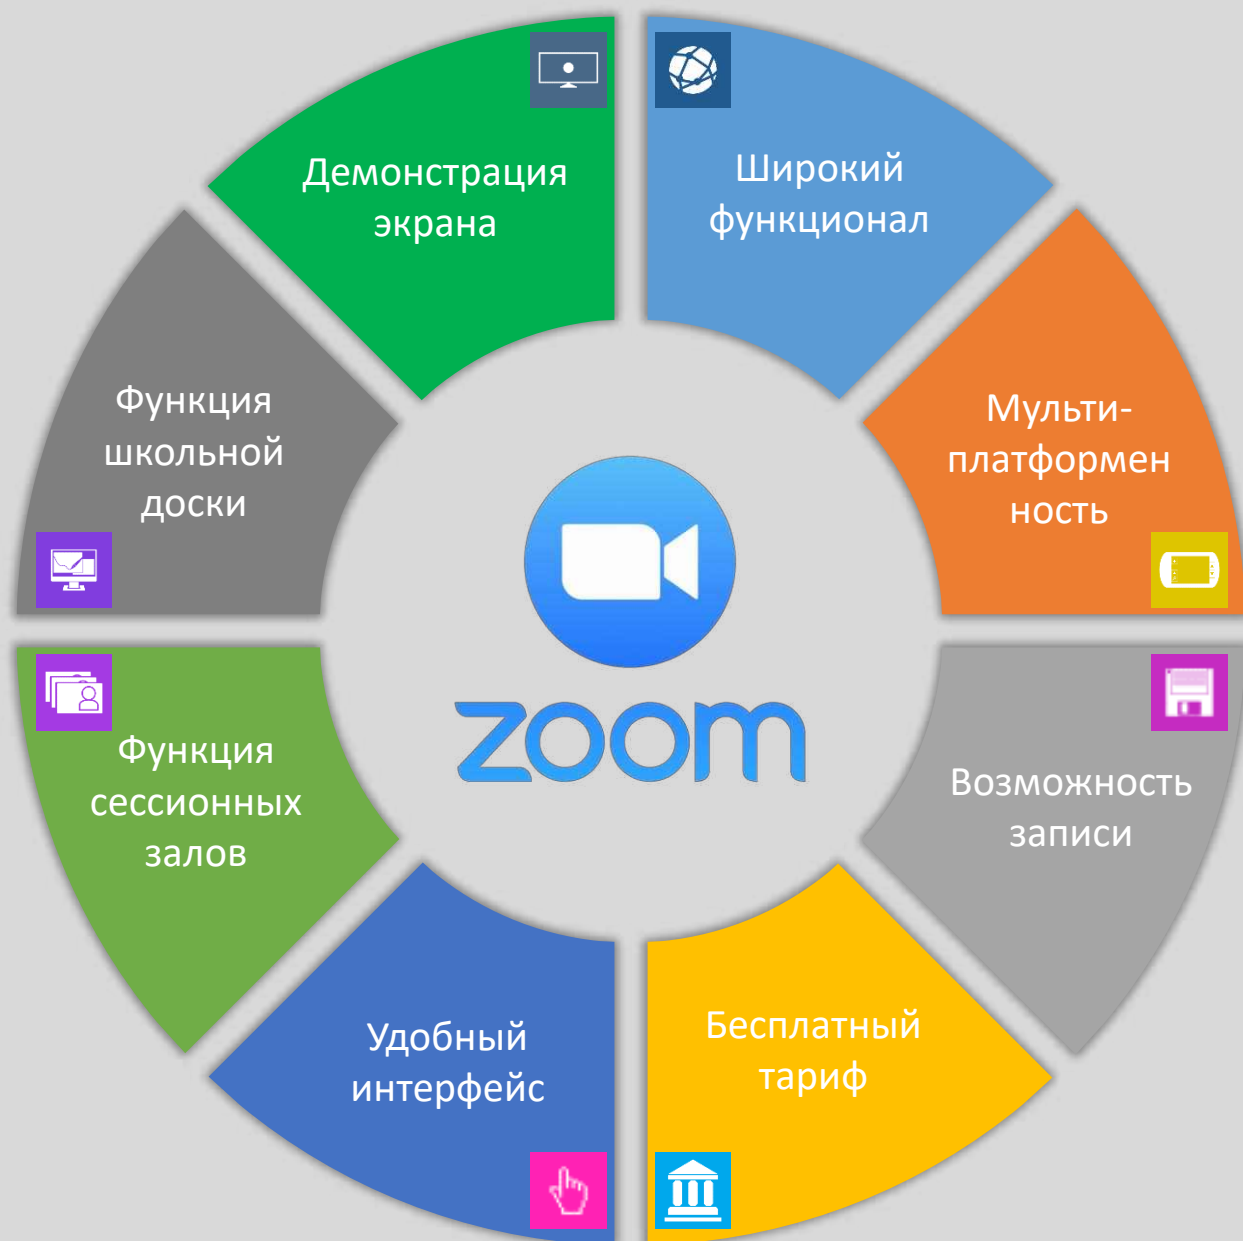 Демонстрация
экрана
Широкий
функционал
Мульти-
платформен
ность
Возможность
записи
Бесплатный
тариф
Удобный
интерфейс
Функция
сессионных
залов
Функция
школьной
доски
zoom